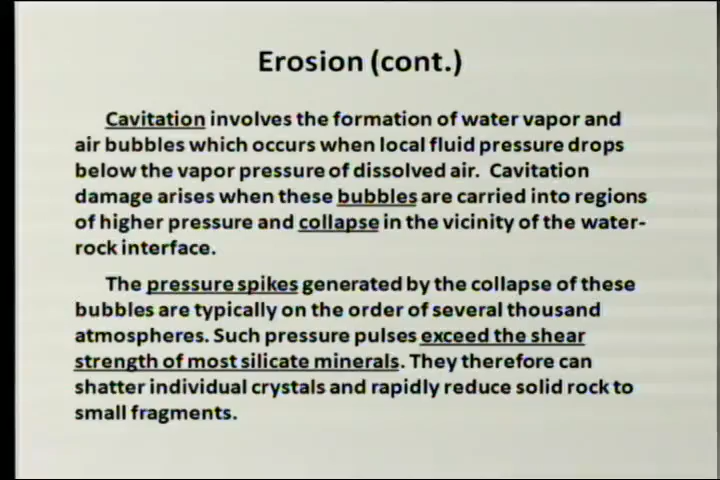 Erosion (cont.)
Cavitation involves the formation of water vapor and
air bubbles which occurs when local fluid pressure drops
below the vapor pressure of dissolved air. Cavitation
damage arises when these bubbles are carried into regions
of higher pressure and collapse in the vicinity of the water-
rock interface.
The pressure spikes generated by the collapse of these
bubbles are typically on the order of several thousand
atmospheres. Such pressure pulses exceed the shear
strength of most silicate minerals. They therefore can
shatter individual crystals and rapidly reduce solid rock to
small fragments.